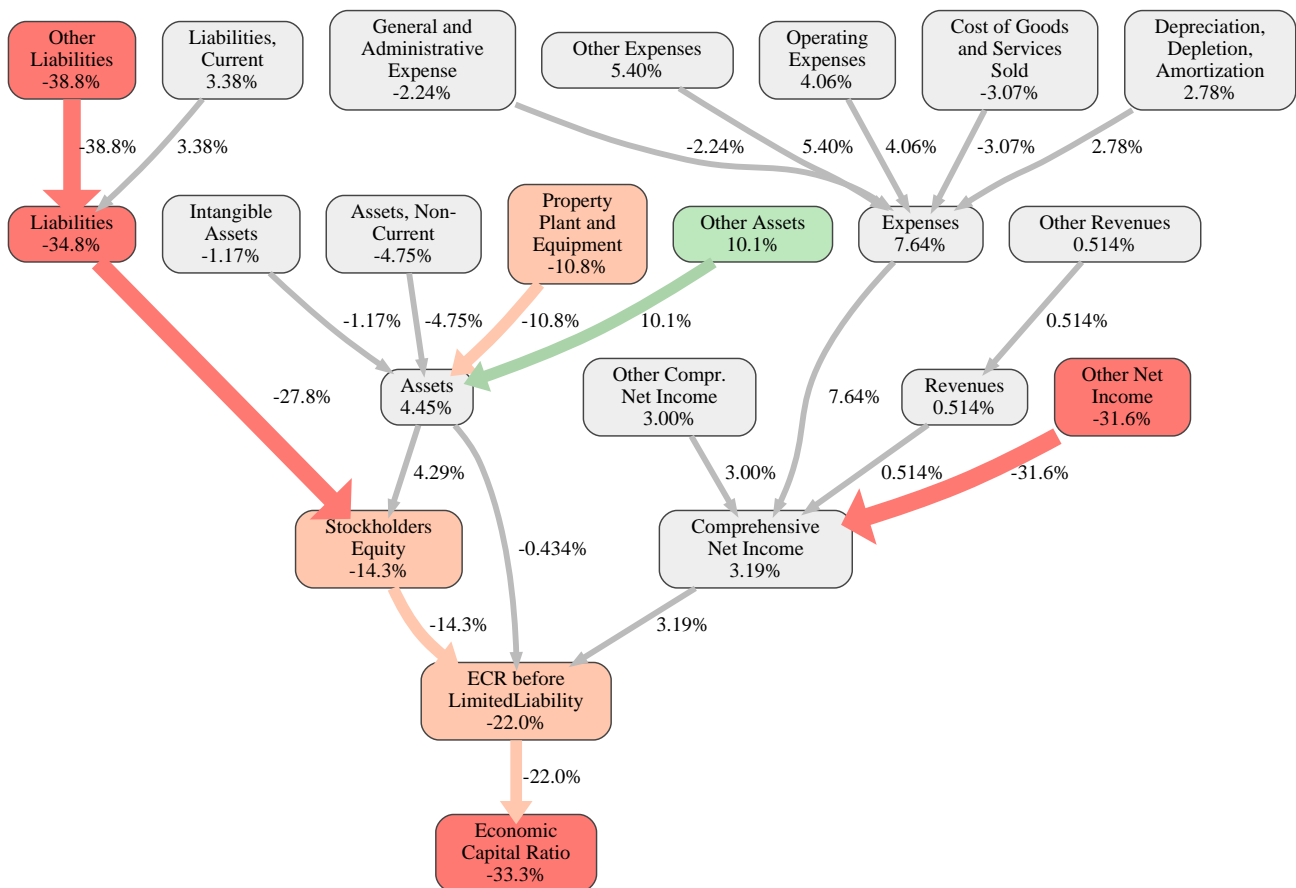 Other
Liabilities
-38.8%
Liabilities,
Current
3.38%
General and
Administrative
Expense
-2.24%
Other Expenses
5.40%
Operating
Expenses
4.06%
Cost of Goods
and Services
Sold
-3.07%
Depreciation,
Depletion,
Amortization
2.78%
-38.8%
3.38%
-2.24%
5.40%
4.06%
-3.07%
2.78%
Liabilities
-34.8%
Intangible
Assets
-1.17%
Assets, Non-
Current
-4.75%
Property
Plant and
Equipment
-10.8%
Other Assets
10.1%
Expenses
7.64%
Other Revenues
0.514%
-1.17%
-4.75%
-10.8%
10.1%
0.514%
-27.8%
Assets
4.45%
Other Compr.
Net Income
3.00%
7.64%
Revenues
0.514%
Other Net
Income
-31.6%
4.29%
3.00%
0.514%
-31.6%
Stockholders
Equity
-14.3%
-0.434%
Comprehensive
Net Income
3.19%
-14.3%
3.19%
ECR before
LimitedLiability
-22.0%
-22.0%
Economic
Capital Ratio
-33.3%